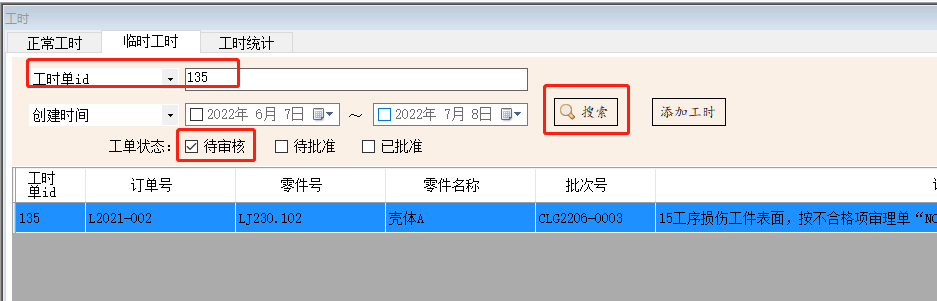 工时
正常工时 临时工时 工时统计
工时单id 135
创建时间 2022年 6月 7日 ～ 2022年 7月 8日 搜索 添加工时
工单状态： 待审核 待批准 已批准
工时单id 订单号 零件号 零件名称 批次号
135 L2021-002 LJ230.102 壳体A CLG2206-0003 15工序损伤工件表面，按不合格项审理单“NC